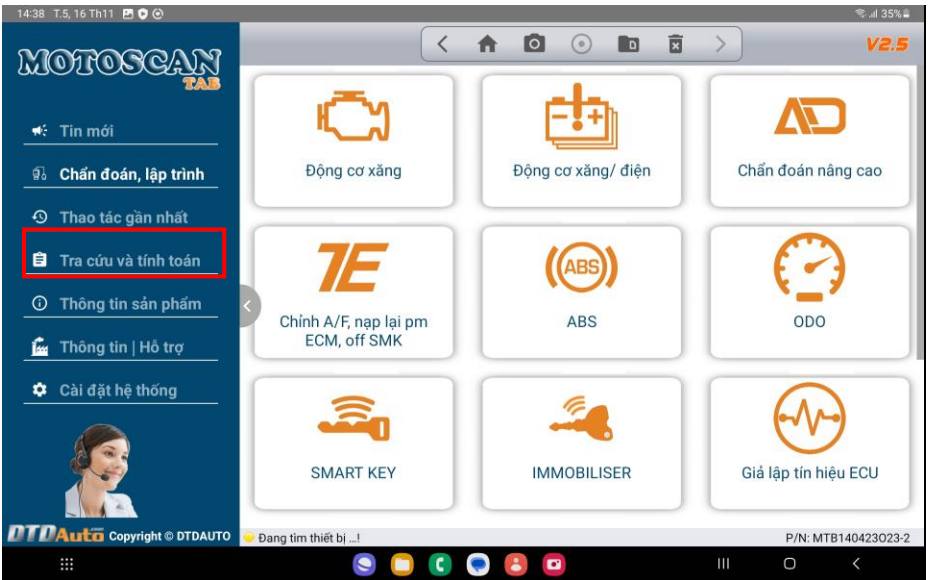 14:38 T.5, 16 Th11
35%
MOTOSCAN
TAB
V2.5
Tin mới
Chẩn đoán, lập trình
Thao tác gần nhất
Tra cứu và tính toán
Thông tin sản phẩm
Thông tin | Hỗ trợ
Cài đặt hệ thống
Động cơ xăng
Động cơ xăng/ điện
AD
Chẩn đoán nâng cao
7E
Chỉnh A/F, nạp lại pm
ECM, off SMK
ABS
ABS
ODO
SMART KEY
IMMOBILISER
Giả lập tín hiệu ECU
DTDAuto Copyright © DTDAUTO
Đang tìm thiết bị ...!
P/N: MTB140423O23-2